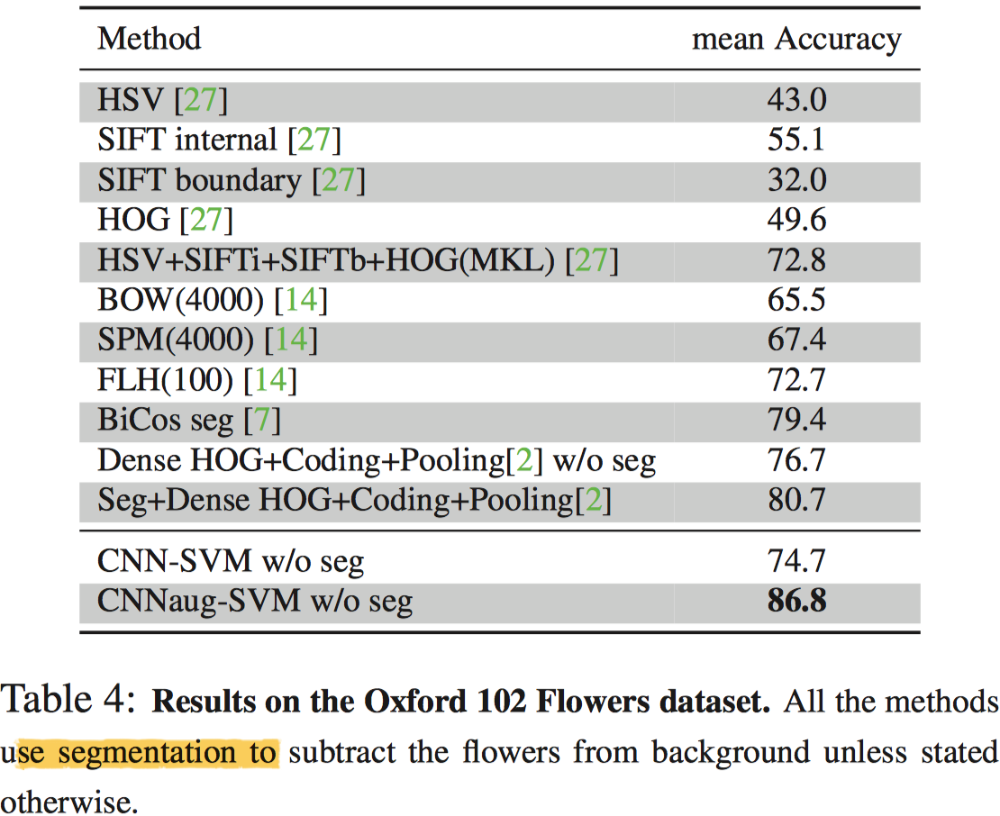 Method mean Accuracy
HSV [27] 43.0
SIFT internal [27] 55.1
SIFT boundary [27] 32.0
HOG [27] 49.6
HSV+SIFTi+SIFTb+HOG(MKL) [27] 72.8
BOW(4000) [14] 65.5
SPM(4000) [14] 67.4
FLH(100) [14] 72.7
BiCos seg [7] 79.4
Dense HOG+Coding+Pooling[2] w/o seg 76.7
Seg+Dense HOG+Coding+Pooling[2] 80.7
CNN-SVM w/o seg 74.7
CNNaug-SVM w/o seg 86.8
Table 4: Results on the Oxford 102 Flowers dataset. All the methods
use segmentation to subtract the flowers from background unless stated
otherwise.